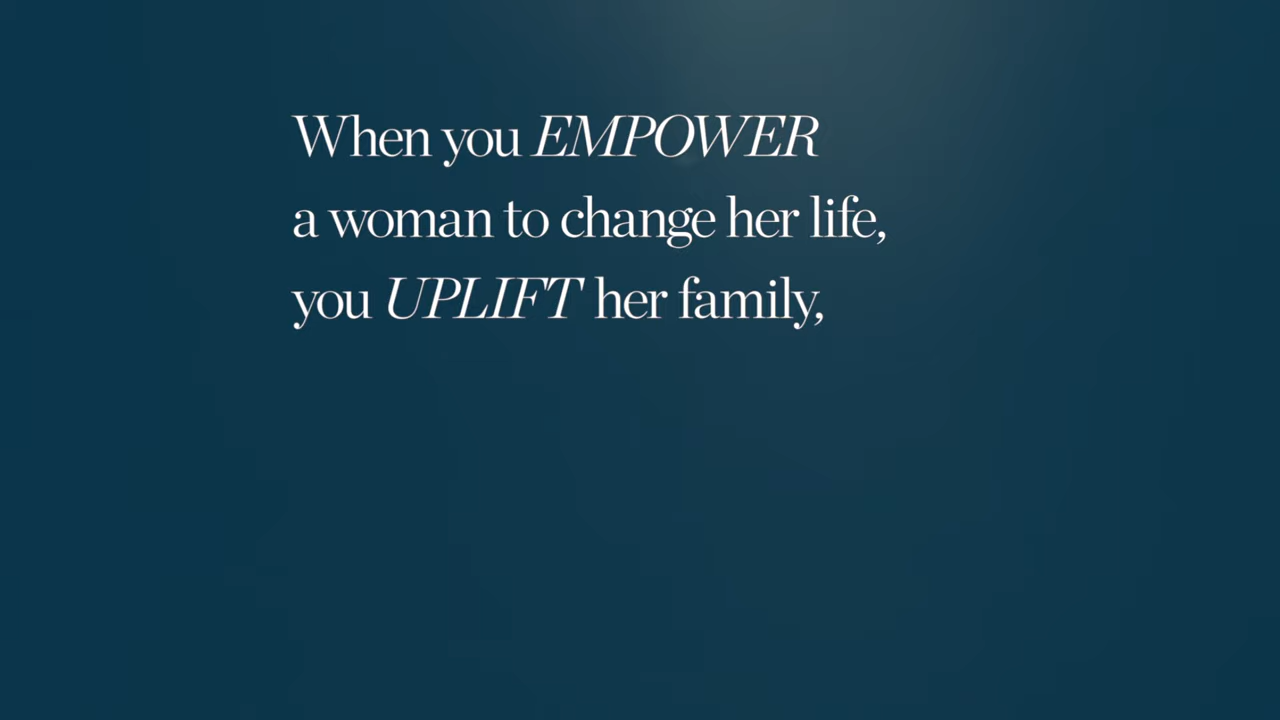 When you EMPOWER
a woman to change her life,
you UPLIFT her family,